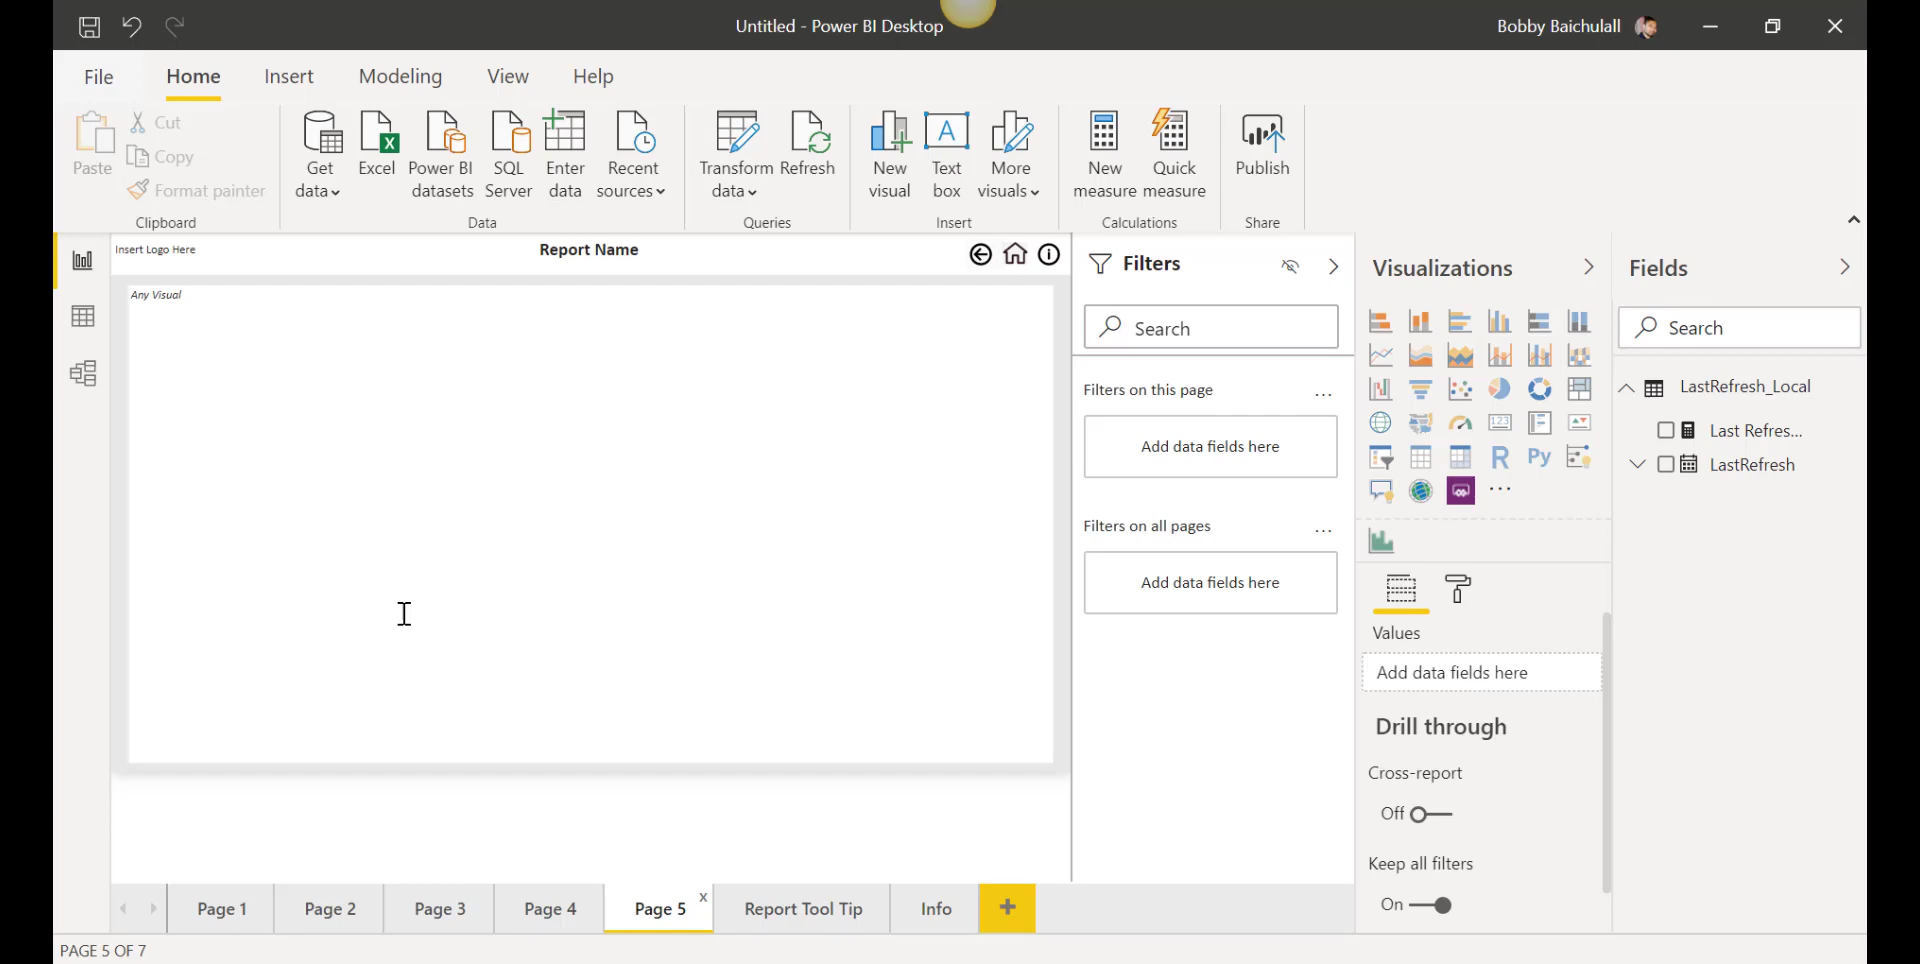 Untitled - Power BI Desktop
Bobby Baichulall
File
Home
Insert
Modeling
View
Help
Paste
Cut
Copy
Format painter
Clipboard
Get
data
Excel
Power BI
datasets
SQL
Server
Enter
data
Recent
sources
Data
Transform
data
Refresh
Queries
New
visual
A
Text
box
More
visuals
Insert
New
measure
Quick
measure
Calculations
Publish
Share
Insert Logo Here
Report Name
Any Visual
Filters
Search
Filters on this page
...
Add data fields here
Filters on all pages
...
Add data fields here
Visualizations
123
R
Py
...
Values
Add data fields here
Drill through
Cross-report
Off
Keep all filters
On
Fields
Search
LastRefresh_Local
Last Refres...
LastRefresh
Page 1
Page 2
Page 3
Page 4
Page 5
x
Report Tool Tip
Info
+
PAGE 5 OF 7